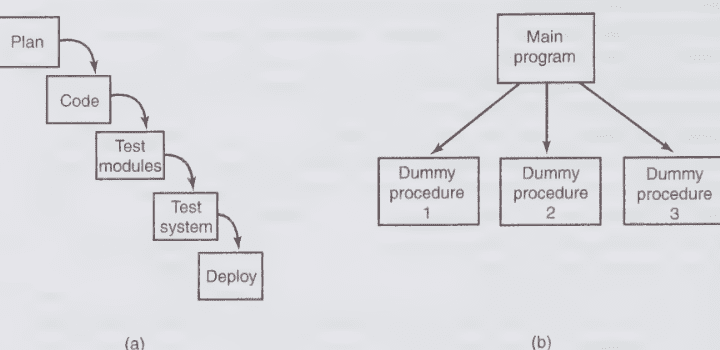 Plan
Code
Test
modules
Test
system
Deploy
(a)
Main
program
Dummy
procedure
1
Dummy
procedure
2
Dummy
procedure
3
(b)